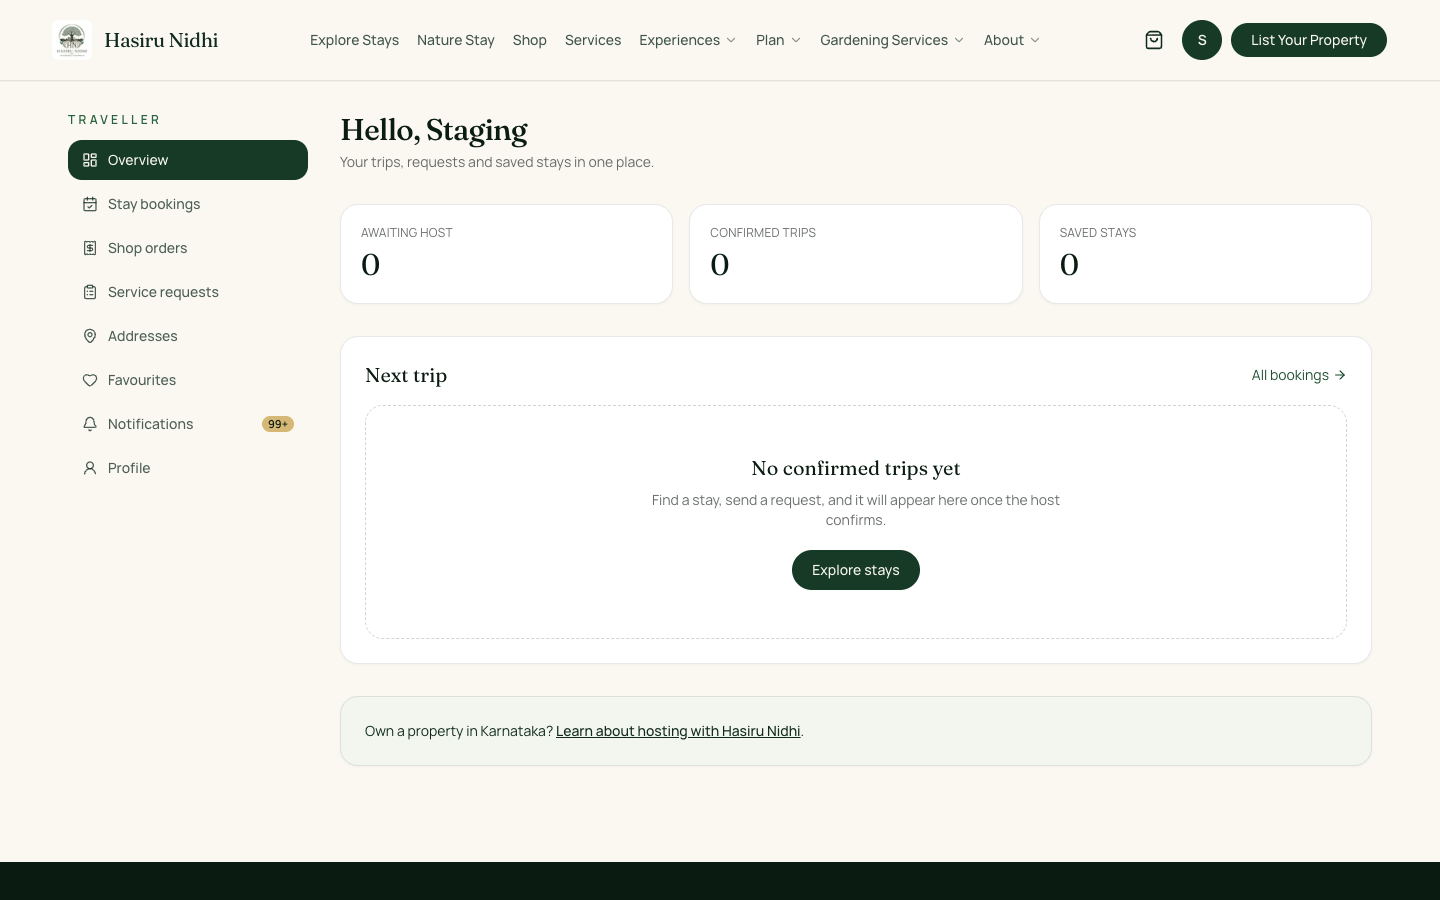 Hasiru Nidhi
Explore Stays
Nature Stay
Shop
Services
Experiences
Plan
Gardening Services
About
S
List Your Property
TRAVELLER
Overview
Stay bookings
Shop orders
Service requests
Addresses
Favourites
Notifications
99+
Profile
Hello, Staging
Your trips, requests and saved stays in one place.
AWAITING HOST
0
CONFIRMED TRIPS
0
SAVED STAYS
0
Next trip
All bookings
No confirmed trips yet
Find a stay, send a request, and it will appear here once the host
confirms.
Explore stays
Own a property in Karnataka? Learn about hosting with Hasiru Nidhi.